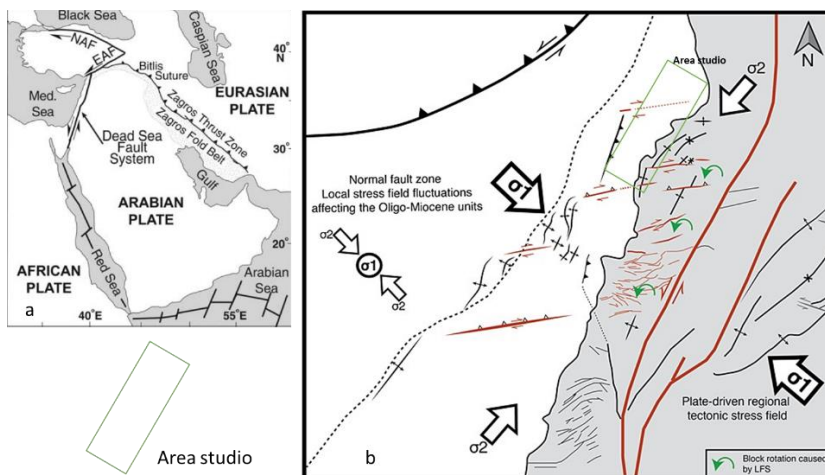 Black Sea
Caspian Sea
NAF
EAF
Bitlis
Suture
40°
N
EURASIAN
PLATE
Med.
Sea
Zagros Thrust Zone
Zagros Fold Belt
Dead Sea
Fault
System
30°
Gulf
ARABIAN
PLATE
20°
Red Sea
AFRICAN
PLATE
Arabian
Sea
a
40°E
55°E
Area studio
Area studio
N
σ2
Normal fault zone
Local stress field fluctuations
affecting the Oligo-Miocene units
σ1
σ2
σ1
σ2
σ1
Plate-driven regional
tectonic stress field
σ2
b
Block rotation caused
by LFS